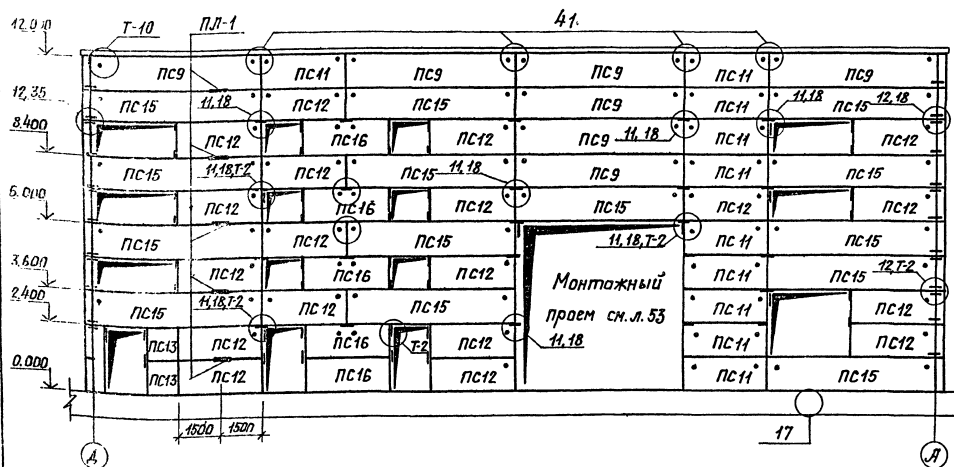 12.000 Т-10 ПЛ-1 41.
ПС9 ПС11 ПС9 ПС9 ПС11 ПС9
12,35 ПС15 11,18 ПС12 ПС15 ПС9 ПС11 11,18 ПС15 12,18
8.400 ПС12 ПС16 ПС12 ПС9 11,18 ПС12 ПС12
ПС15 11,18,Т-2 ПС12 ПС15 11,18 ПС9 ПС11 ПС15
6.000 ПС12 ПС16 ПС12 ПС15 ПС12 ПС12
ПС15 ПС12 ПС15 11,18,Т-2 ПС11 ПС15
3.600 ПС12 ПС16 ПС12 Монтажный ПС11 ПС15 12,Т-2
2.400 ПС15 11,18,Т-2 ПС12 ПС15 проем см. л. 53 ПС11
ПС13 ПС12 ПС16 Т-2 ПС12 11,18 ПС11 ПС12
0.000 ПС13 ПС12 ПС16 ПС12 ПС11 ПС15
1500 1500 17
Д А